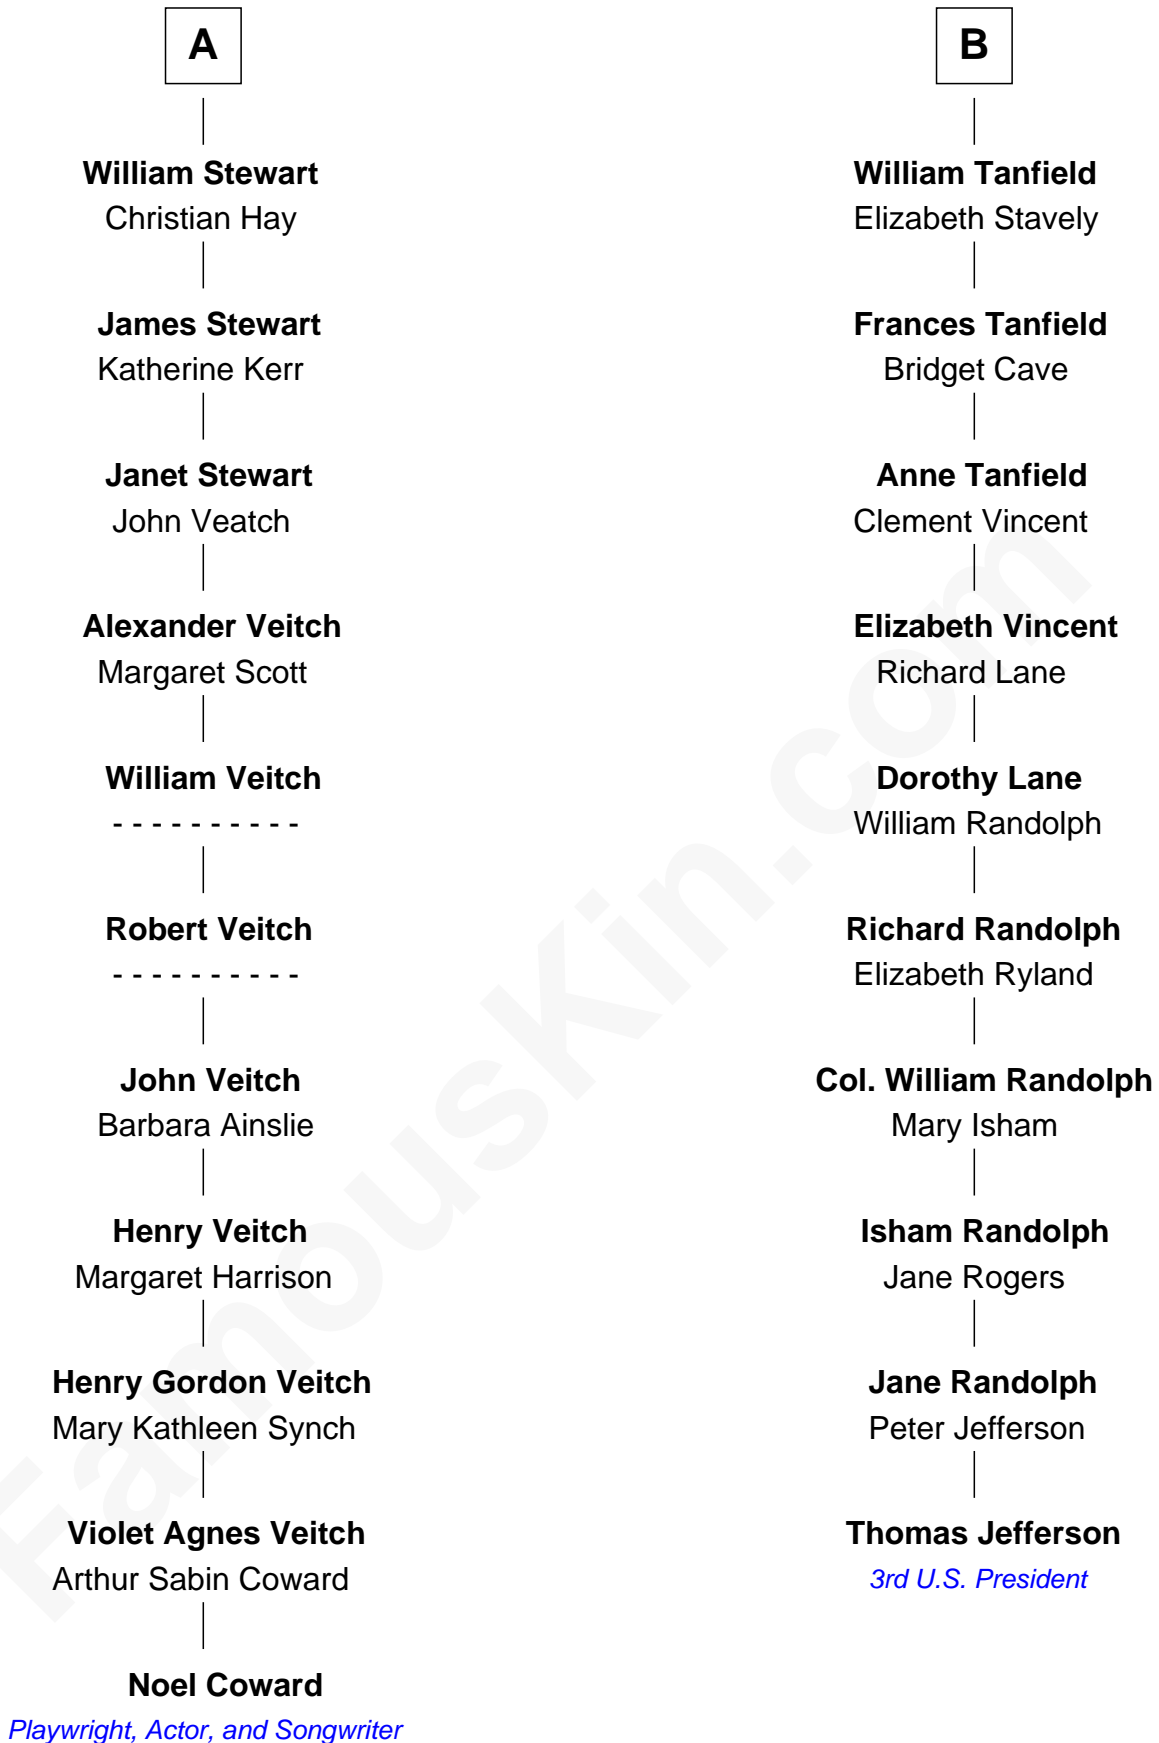 A
William Stewart
Christian Hay
James Stewart
Katherine Kerr
Janet Stewart
John Veatch
Alexander Veitch
Margaret Scott
William Veitch
- - - - - - - - - -
Robert Veitch
- - - - - - - - - -
John Veitch
Barbara Ainslie
Henry Veitch
Margaret Harrison
Henry Gordon Veitch
Mary Kathleen Synch
Violet Agnes Veitch
Arthur Sabin Coward
Noel Coward
Playwright, Actor, and Songwriter
B
William Tanfield
Elizabeth Stavely
Frances Tanfield
Bridget Cave
Anne Tanfield
Clement Vincent
Elizabeth Vincent
Richard Lane
Dorothy Lane
William Randolph
Richard Randolph
Elizabeth Ryland
Col. William Randolph
Mary Isham
Isham Randolph
Jane Rogers
Jane Randolph
Peter Jefferson
Thomas Jefferson
3rd U.S. President
FamousKin.com